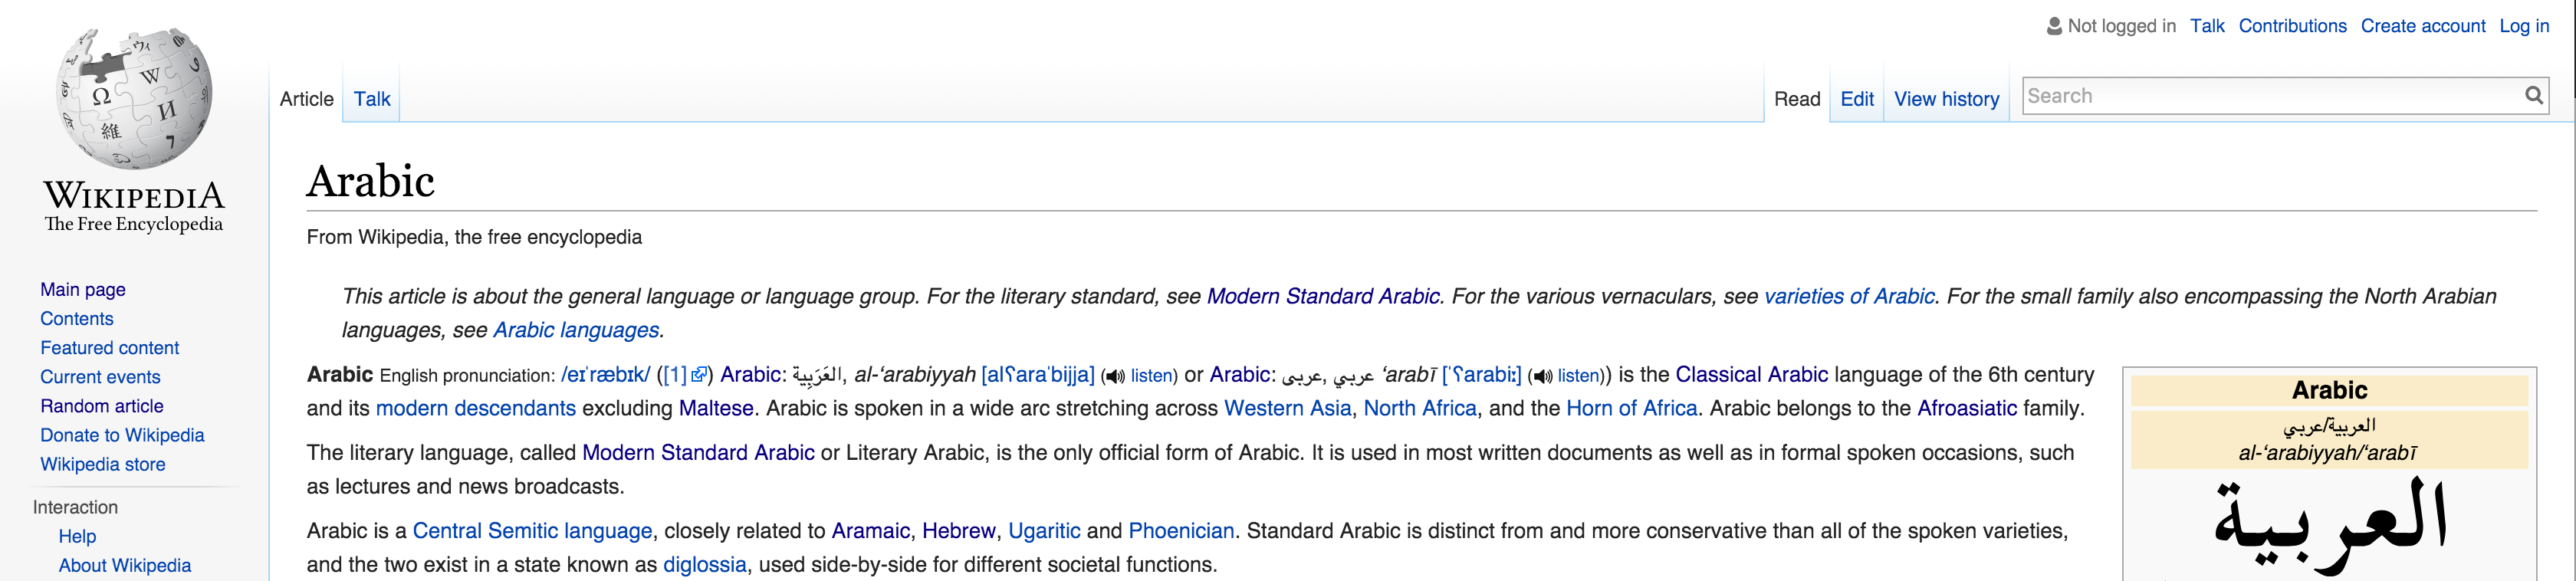 Not logged in Talk Contributions Create account Log in
Article Talk Read Edit View history Search
WIKIPEDIA
The Free Encyclopedia
Main page
Contents
Featured content
Current events
Random article
Donate to Wikipedia
Wikipedia store
Interaction
Help
About Wikipedia
Arabic
From Wikipedia, the free encyclopedia
This article is about the general language or language group. For the literary standard, see Modern Standard Arabic. For the various vernaculars, see varieties of Arabic. For the small family also encompassing the North Arabian
languages, see Arabic languages.
Arabic English pronunciation: /eɪˈræbɪk/ ([1]) Arabic: العَرَبِية, al-ʻarabiyyah [alʕaraˈbijja] (listen) or Arabic: عربي, عربى ʻarabī [ˈʕarabiː] (listen)) is the Classical Arabic language of the 6th century
and its modern descendants excluding Maltese. Arabic is spoken in a wide arc stretching across Western Asia, North Africa, and the Horn of Africa. Arabic belongs to the Afroasiatic family.
The literary language, called Modern Standard Arabic or Literary Arabic, is the only official form of Arabic. It is used in most written documents as well as in formal spoken occasions, such
as lectures and news broadcasts.
Arabic is a Central Semitic language, closely related to Aramaic, Hebrew, Ugaritic and Phoenician. Standard Arabic is distinct from and more conservative than all of the spoken varieties,
and the two exist in a state known as diglossia, used side-by-side for different societal functions.
Arabic
العربية/عربي
al-ʻarabiyyah/ʻarabī
العربية